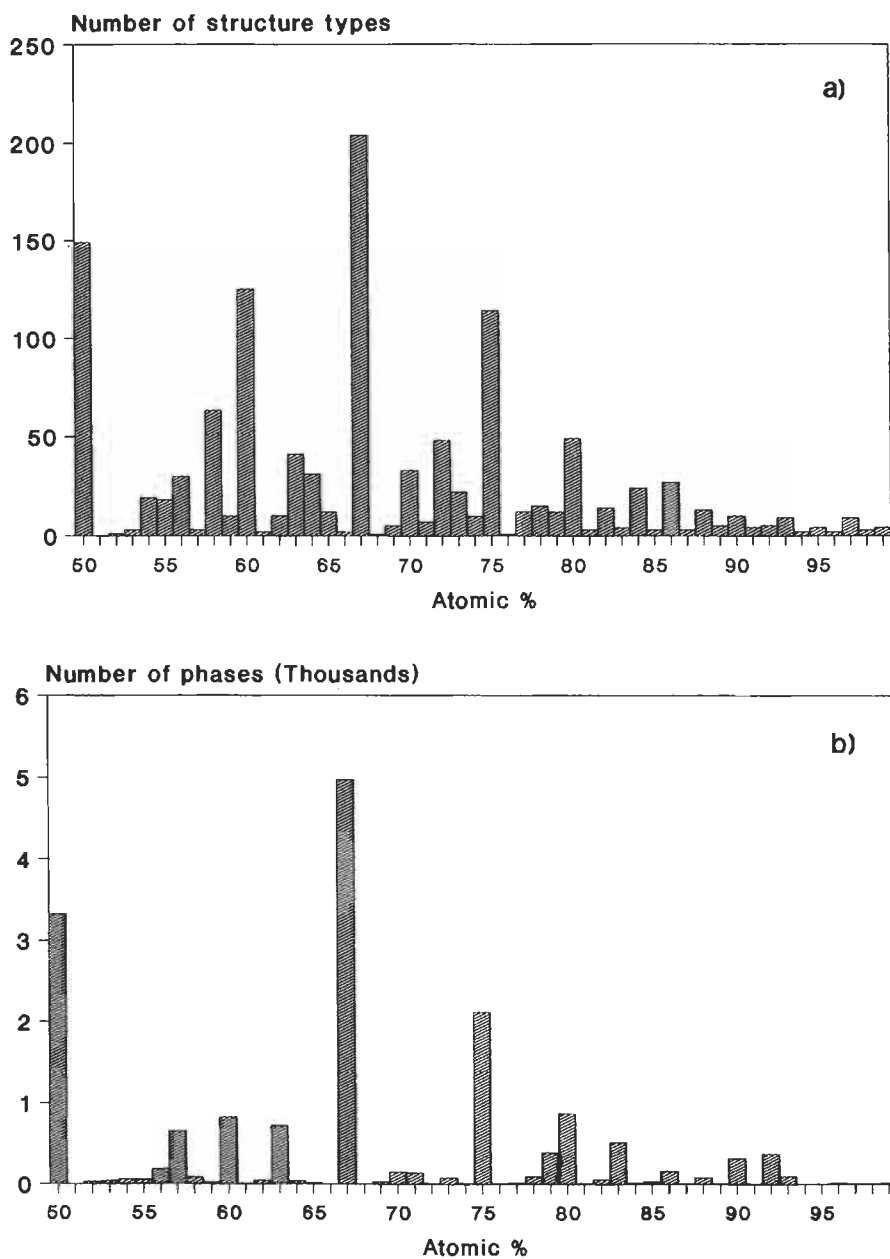 Number of structure types
250
a)
200
150
100
50
0
50 55 60 65 70 75 80 85 90 95
Atomic %
Number of phases (Thousands)
6
b)
5
4
3
2
1
0
50 55 60 65 70 75 80 85 90 95
Atomic %